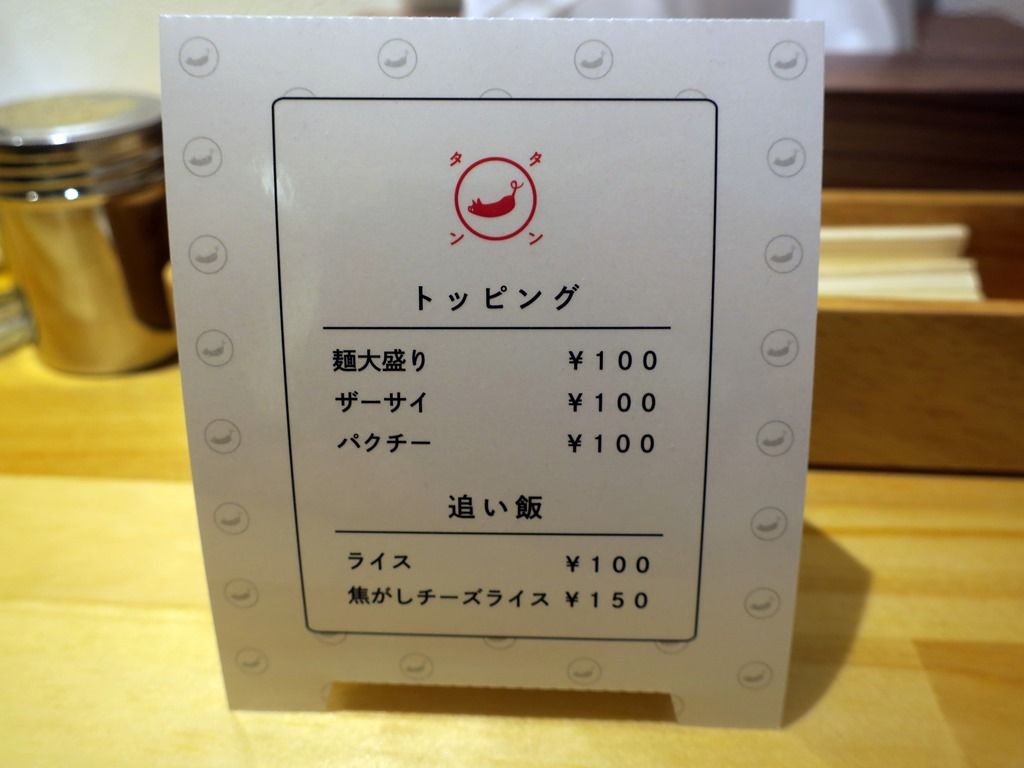 タ タ
ン ン
トッピング
麺大盛り ￥１００
ザーサイ ￥１００
パクチー ￥１００
追い飯
ライス ￥１００
焦がしチーズライス ￥１５０